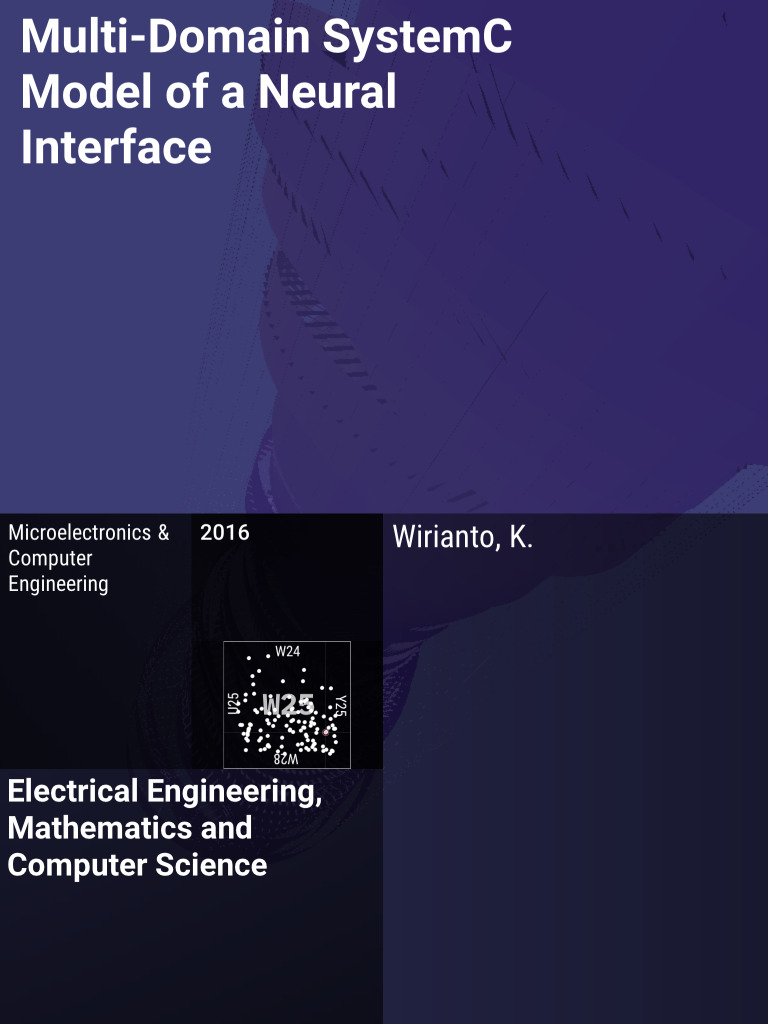 Multi-Domain SystemC
Model of a Neural
Interface
Microelectronics &
Computer
Engineering
2016
Wirianto, K.
W24
U25
W25
Y25
W28
Electrical Engineering,
Mathematics and
Computer Science